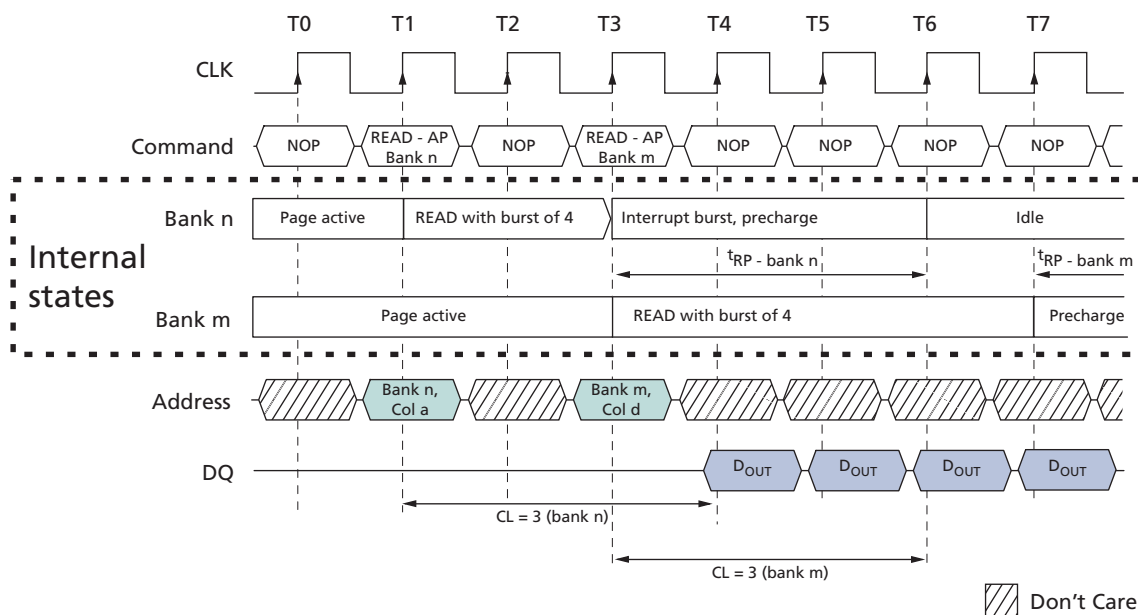 T0 T1 T2 T3 T4 T5 T6 T7
CLK
Command NOP READ - AP NOP READ - AP NOP NOP NOP NOP
Bank n Bank m
Bank n Page active READ with burst of 4 Interrupt burst, precharge Idle
Internal
states
tRP - bank n tRP - bank m
Bank m Page active READ with burst of 4 Precharge
Address Bank n, Bank m,
Col a Col d
DQ DOUT DOUT DOUT DOUT
CL = 3 (bank n)
CL = 3 (bank m)
Don't Care